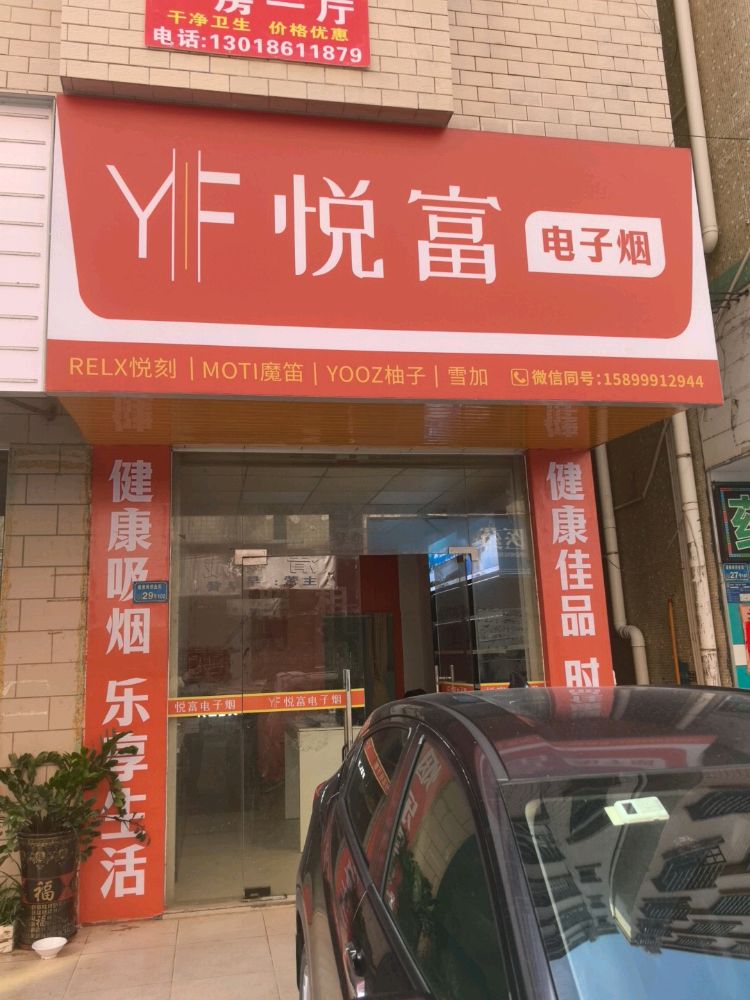 房一厅
干净卫生 价格优惠
电话:13018611879
YF 悦富 电子烟
RELX悦刻 | MOTI魔笛 | YOOZ柚子 | 雪加 微信同号:15899912944
健康吸烟 乐享生活
健康佳品 时
29
27
悦富电子烟
YF 悦富电子烟
福